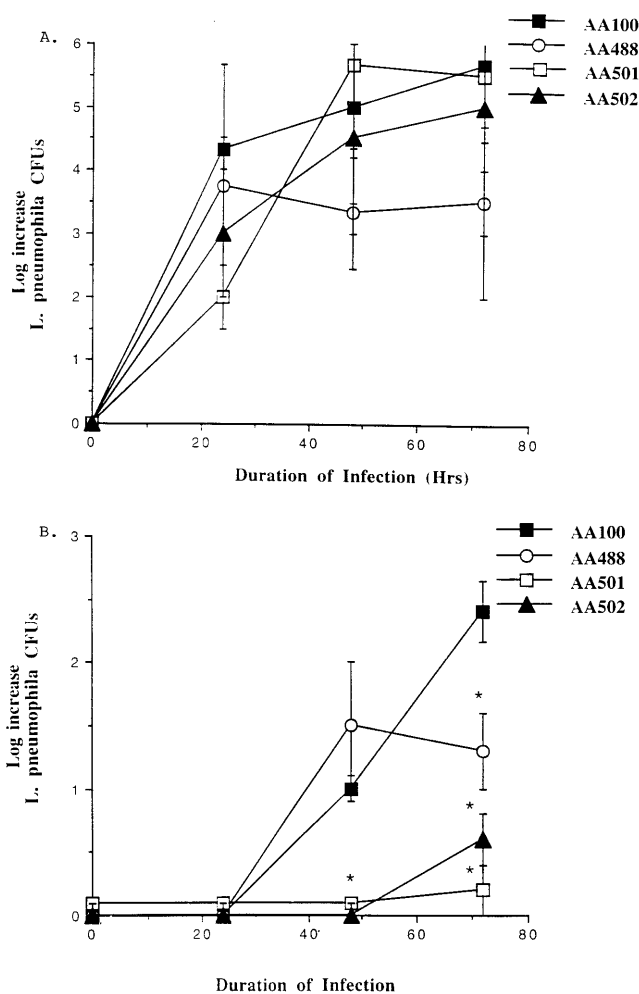 A.
AA100
AA488
AA501
AA502
6
5
4
3
2
1
0
Log increase
L. pneumophila CFUs
0 20 40 60 80
Duration of Infection (Hrs)
B.
AA100
AA488
AA501
AA502
3
2
1
0
Log increase
L. pneumophila CFUs
*
*
*
*
0 20 40 60 80
Duration of Infection